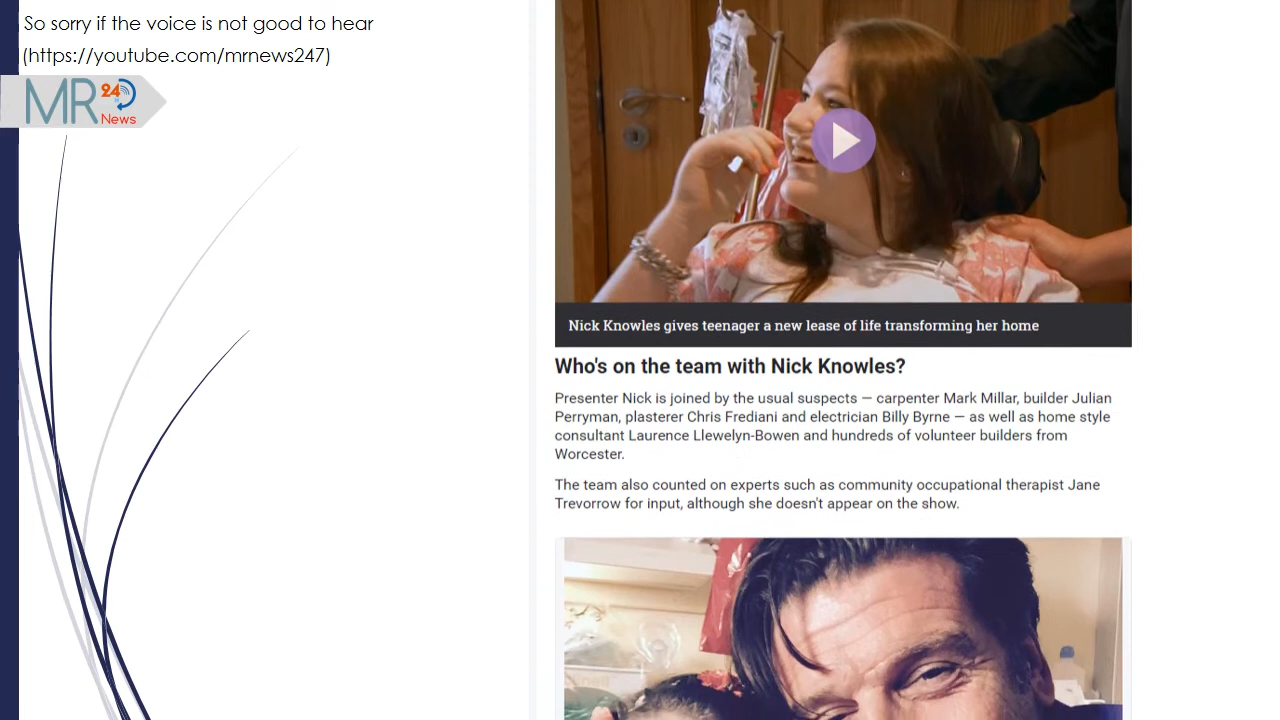 So sorry if the voice is not good to hear
(https://youtube.com/mrnews247)
MR 24
News
Nick Knowles gives teenager a new lease of life transforming her home
Who's on the team with Nick Knowles?
Presenter Nick is joined by the usual suspects — carpenter Mark Millar, builder Julian
Perryman, plasterer Chris Frediani and electrician Billy Byrne — as well as home style
consultant Laurence Llewelyn-Bowen and hundreds of volunteer builders from
Worcester.
The team also counted on experts such as community occupational therapist Jane
Trevorrow for input, although she doesn't appear on the show.